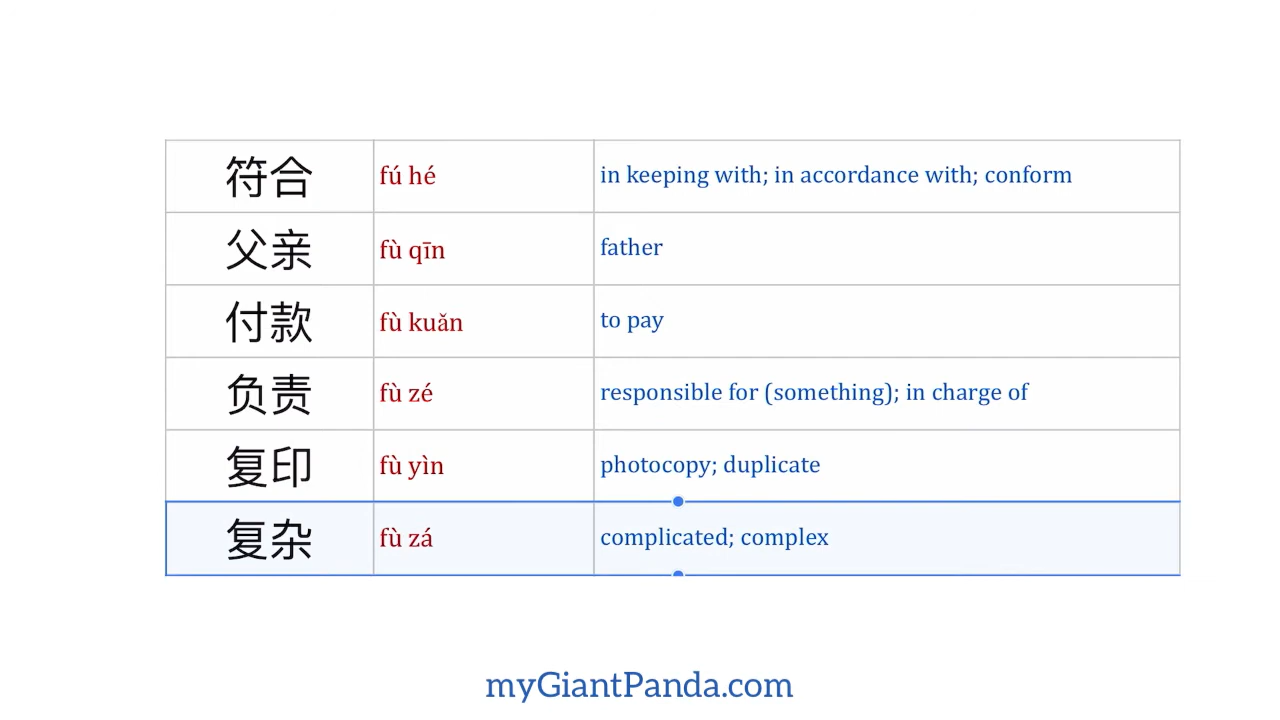 符合 fú hé in keeping with; in accordance with; conform
父亲 fù qīn father
付款 fù kuǎn to pay
负责 fù zé responsible for (something); in charge of
复印 fù yìn photocopy; duplicate
复杂 fù zá complicated; complex
myGiantPanda.com